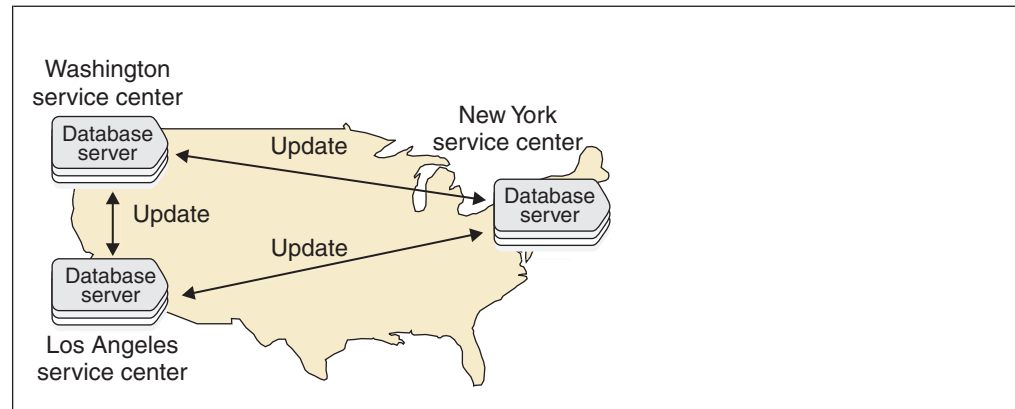 Washington
service center
Database
server
Update
New York
service center
Database
server
Update
Update
Database
server
Los Angeles
service center